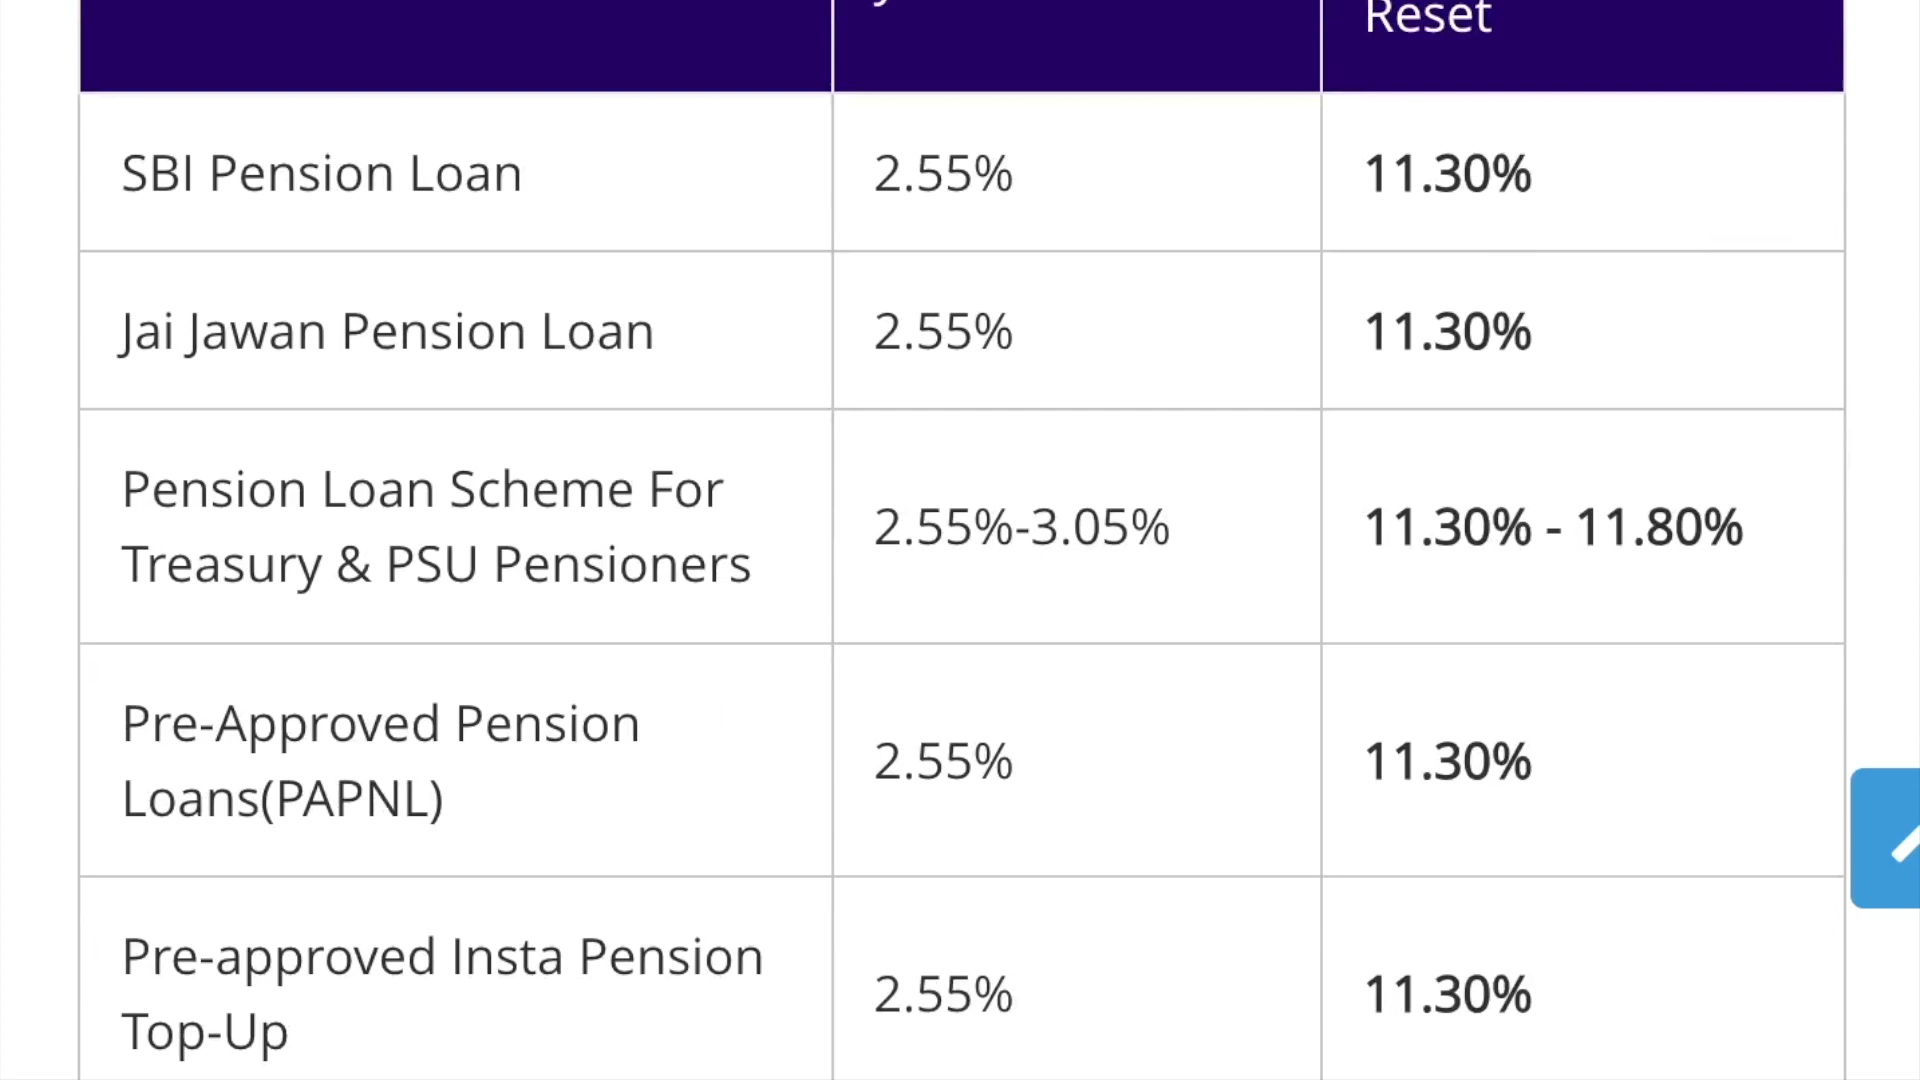 Reset
SBI Pension Loan
2.55%
11.30%
Jai Jawan Pension Loan
2.55%
11.30%
Pension Loan Scheme For
Treasury & PSU Pensioners
2.55%-3.05%
11.30% - 11.80%
Pre-Approved Pension
Loans(PAPNL)
2.55%
11.30%
Pre-approved Insta Pension
Top-Up
2.55%
11.30%